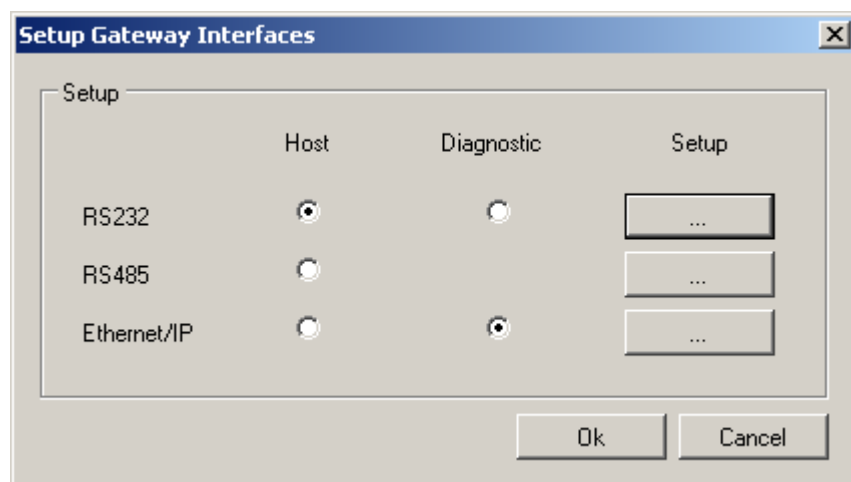 Setup Gateway Interfaces
Setup
Host Diagnostic Setup
RS232 ...
RS485 ...
Ethernet/IP ...
Ok Cancel